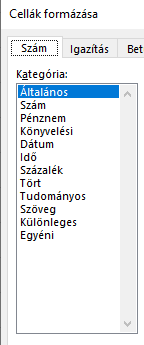 Cellák formázása
Szám Igazítás Bet
Kategória:
Általános
Szám
Pénznem
Könyvelési
Dátum
Idő
Százalék
Tört
Tudományos
Szöveg
Különleges
Egyéni